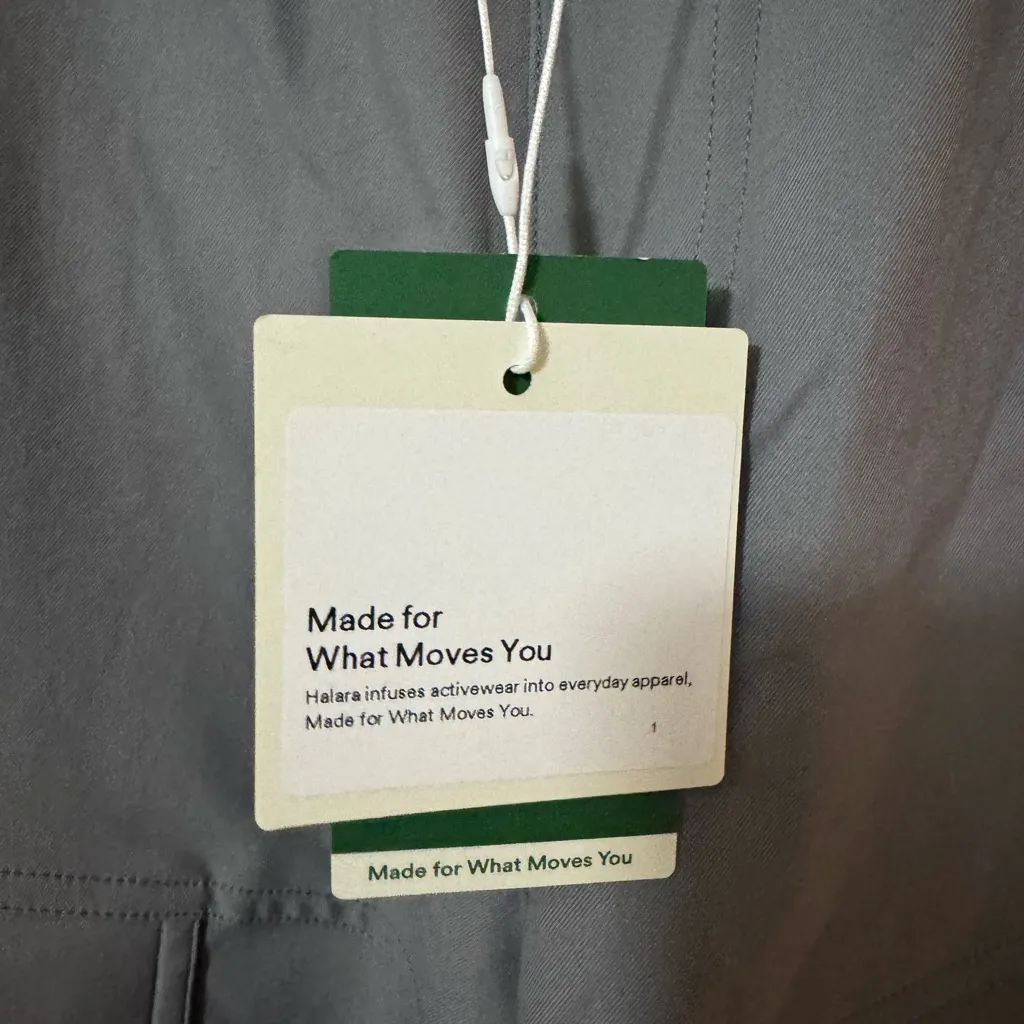 Made for
What Moves You
Halara infuses activewear into everyday apparel,
Made for What Moves You.
1
Made for What Moves You